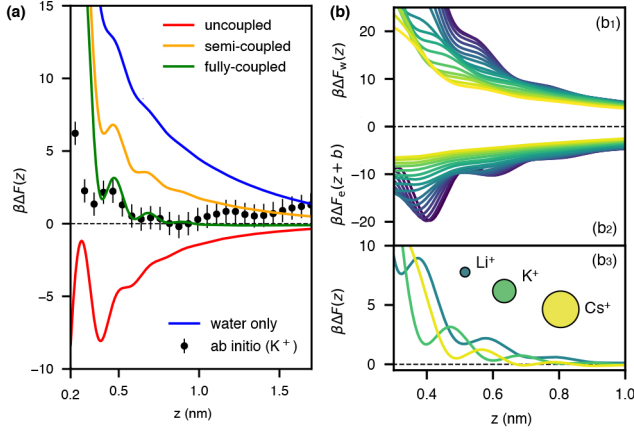 (a)
uncoupled
semi-coupled
fully-coupled
water only
ab initio (K⁺)
βΔF(z)
15
10
5
0
−5
−10
0.2
0.5
1.0
1.5
z (nm)
(b)
(b₁)
βΔF_w(z)
20
10
0
βΔF_e(z + b)
−10
−20
(b₂)
(b₃)
βΔF(z)
10
5
0
Li⁺
K⁺
Cs⁺
0.4
0.6
0.8
1.0
z (nm)